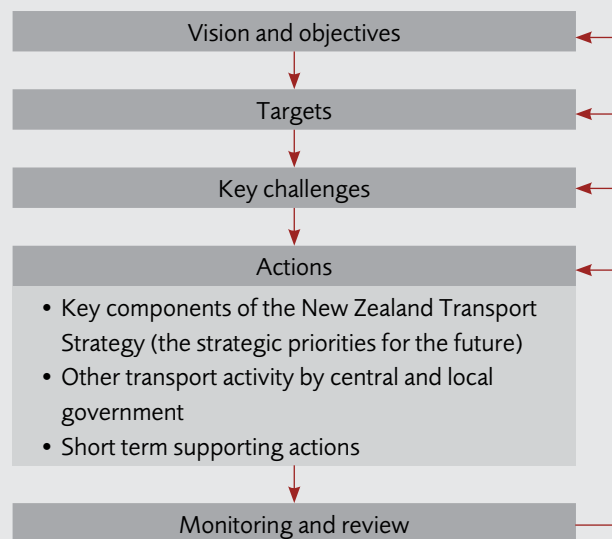 Vision and objectives
Targets
Key challenges
Actions
• Key components of the New Zealand Transport
Strategy (the strategic priorities for the future)
• Other transport activity by central and local
government
• Short term supporting actions
Monitoring and review